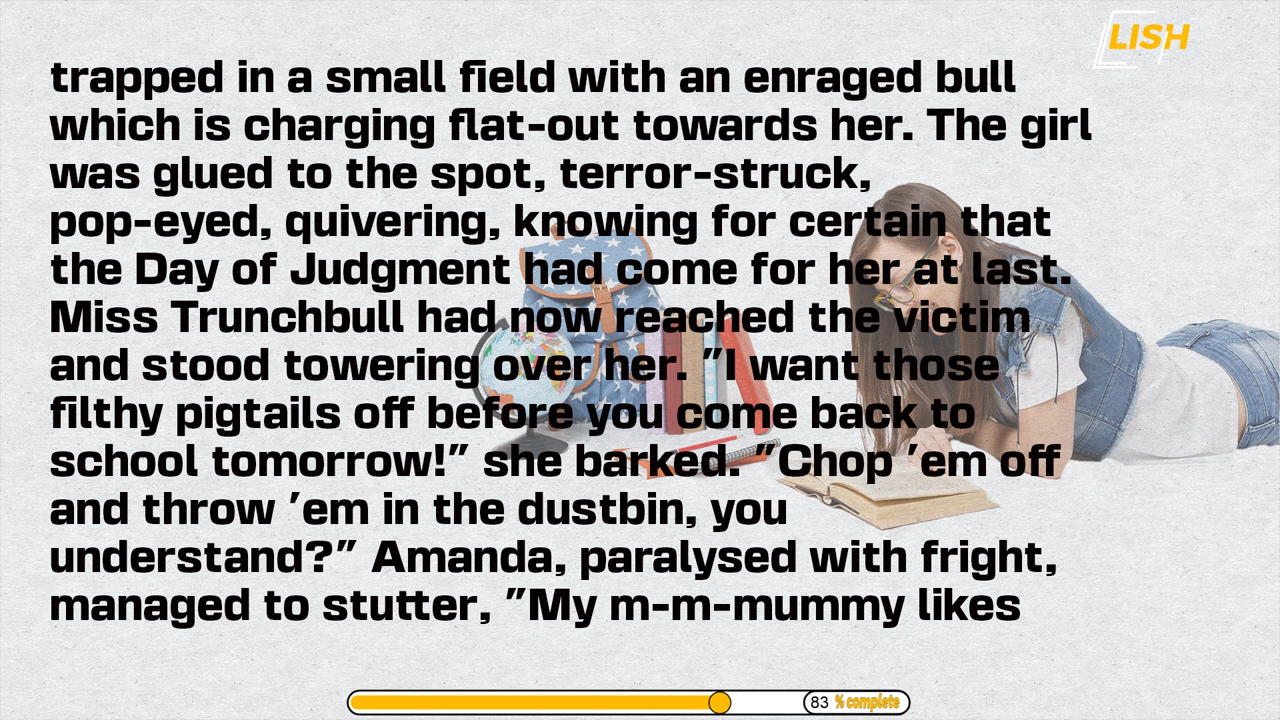 LISH
trapped in a small field with an enraged bull
which is charging flat-out towards her. The girl
was glued to the spot, terror-struck,
pop-eyed, quivering, knowing for certain that
the Day of Judgment had come for her at last.
Miss Trunchbull had now reached the victim
and stood towering over her. "I want those
filthy pigtails off before you come back to
school tomorrow!" she barked. "Chop 'em off
and throw 'em in the dustbin, you
understand?" Amanda, paralysed with fright,
managed to stutter, "My m-m-mummy likes
83 % complete